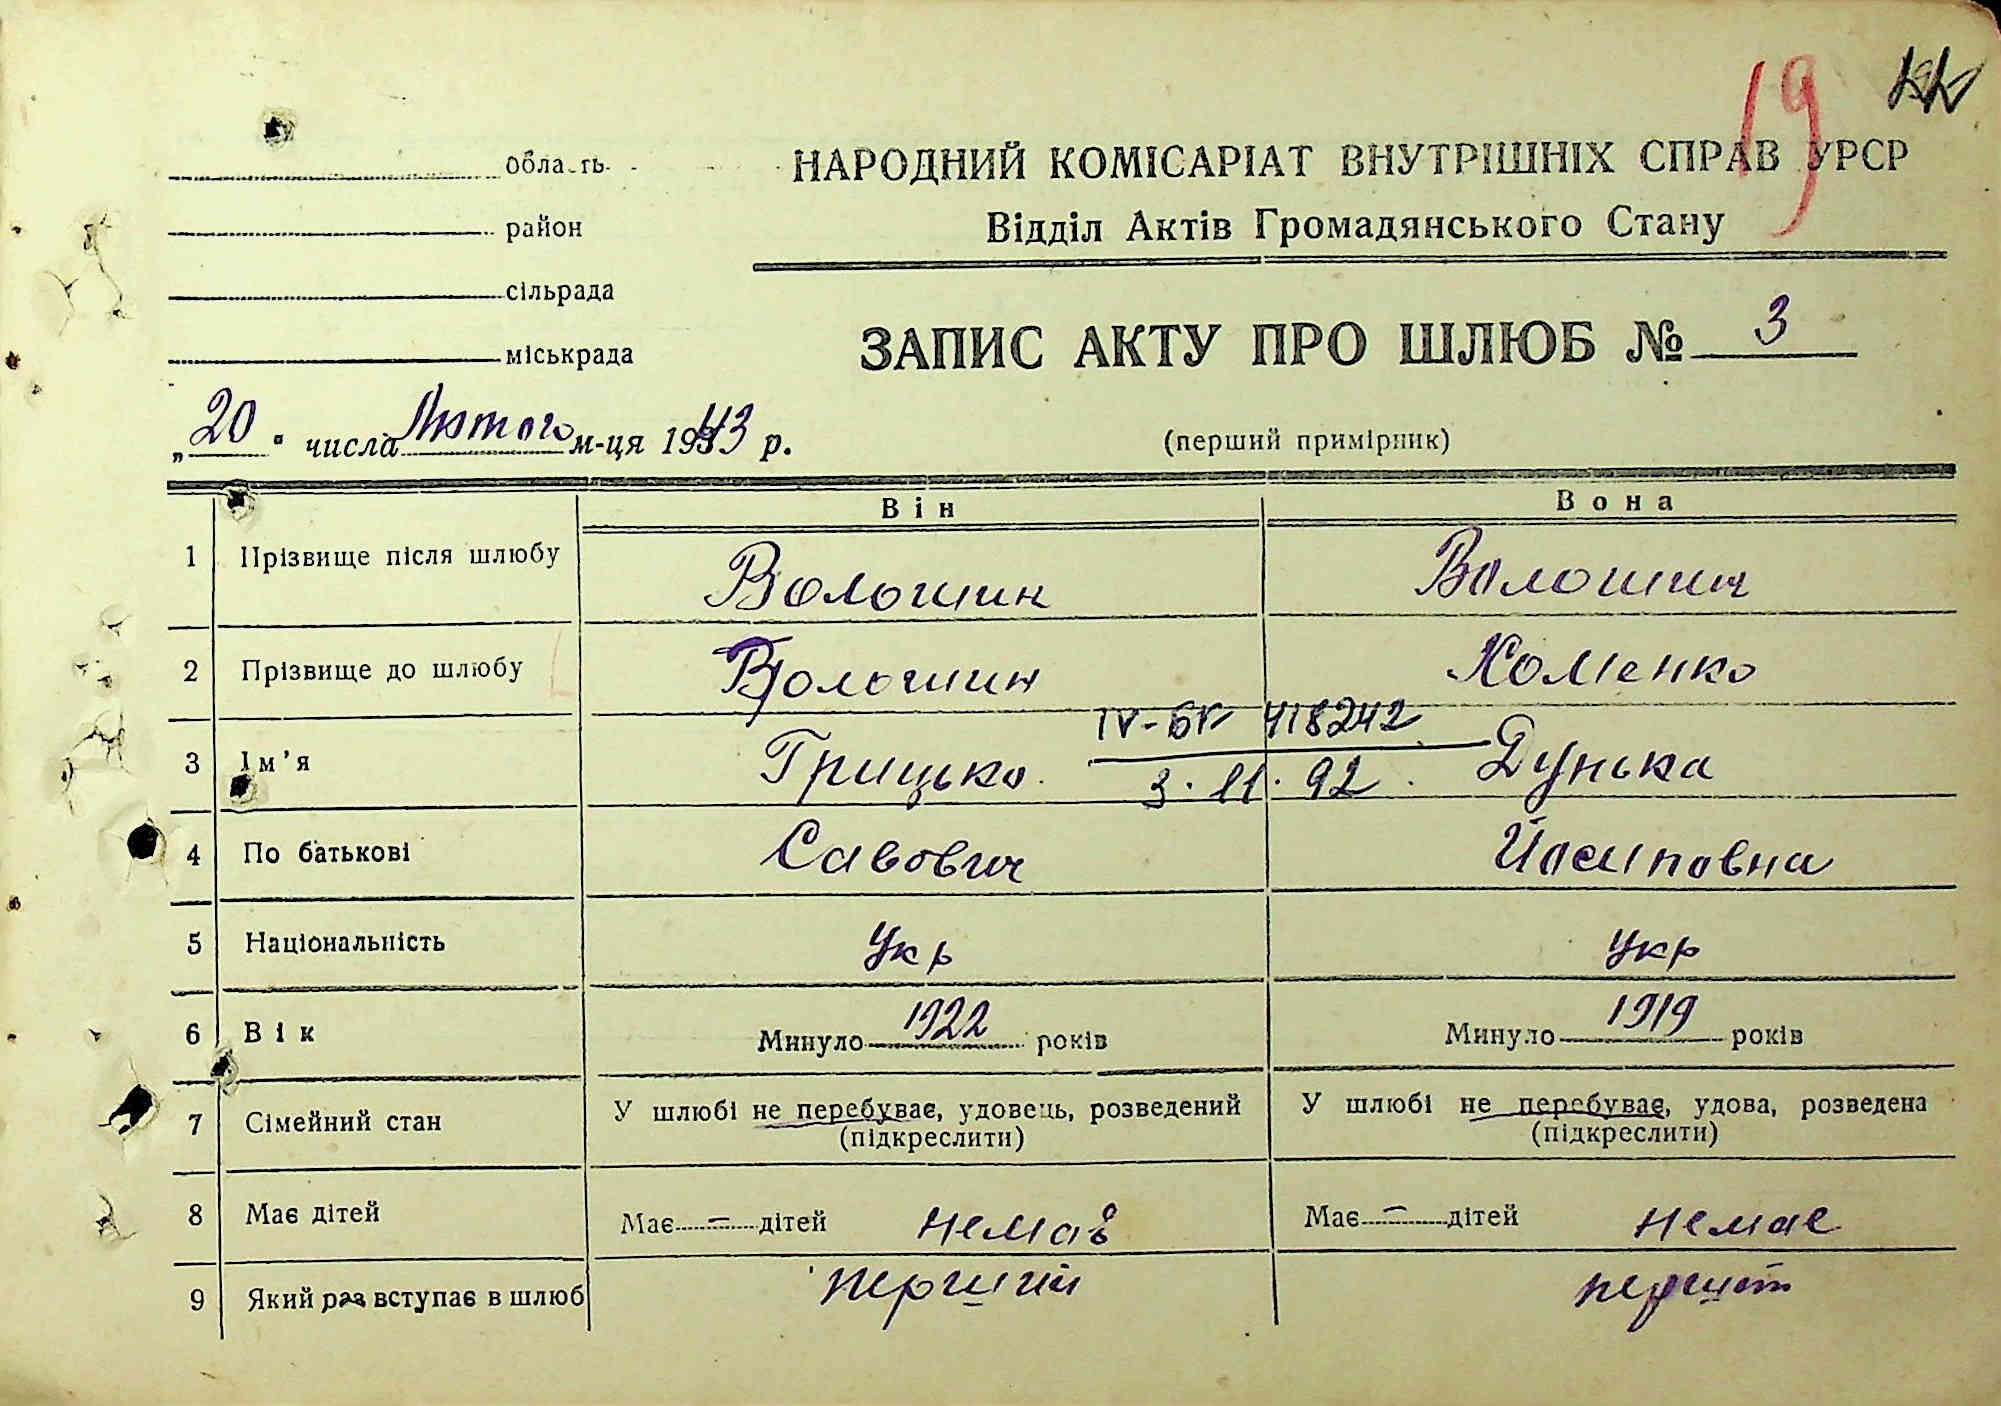 19
область
район
сільрада
міськрада
НАРОДНИЙ КОМІСАРІАТ ВНУТРІШНІХ СПРАВ УРСР
Відділ Актів Громадянського Стану
ЗАПИС АКТУ ПРО ШЛЮБ № 3
„20" числа Лютого м-ця 1943 р.
(перший примірник)
Він Вона
1 Прізвище після шлюбу Волошин Волошин
2 Прізвище до шлюбу Волошин Хоменко
IV-БК 418242
3 Ім'я Грицько Дунька
3.11.92
4 По батькові Савович Йосиповна
5 Національність Укр Укр
6 Вік Минуло 1922 років Минуло 1919 років
7 Сімейний стан У шлюбі не перебуває, удовець, розведений У шлюбі не перебуває, удова, розведена
(підкреслити) (підкреслити)
8 Має дітей Має — дітей немає Має — дітей немає
9 Який раз вступає в шлюб перший перший